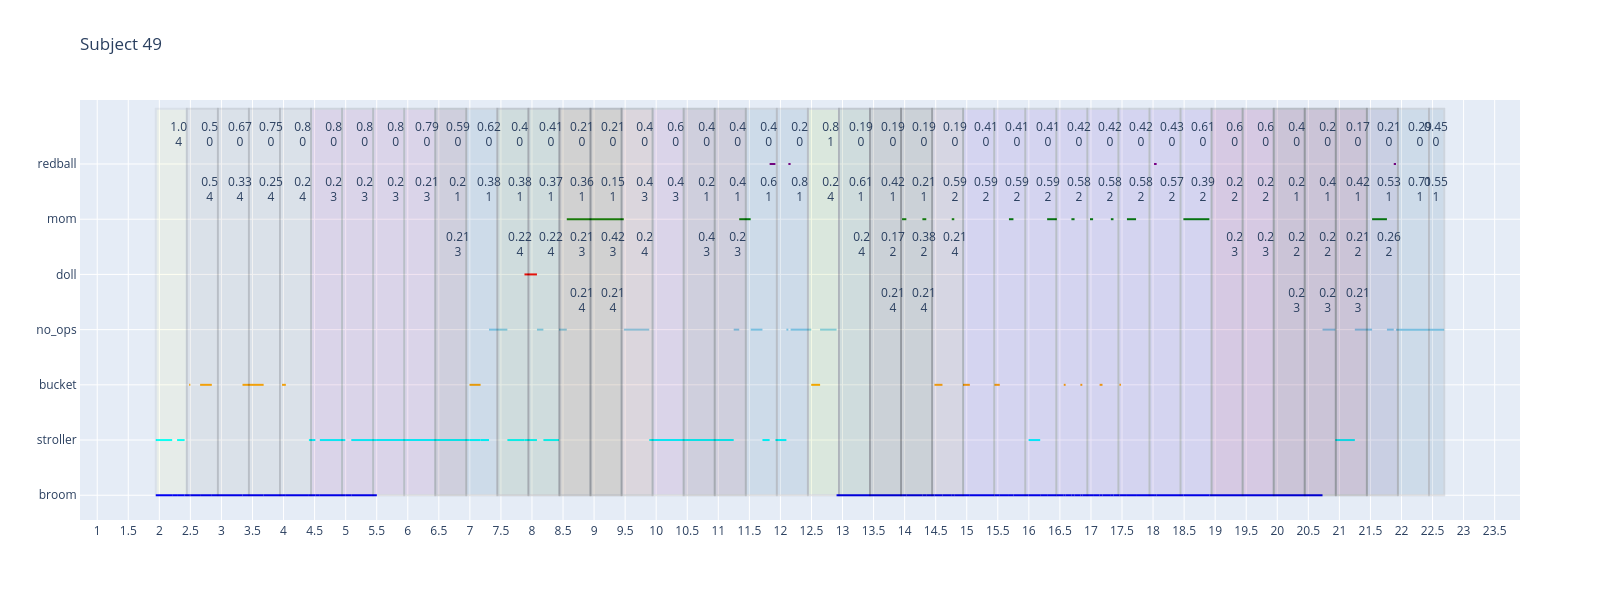 Subject 49
1.0 0.5 0.67 0.75 0.8 0.8 0.8 0.8 0.79 0.59 0.62 0.4 0.41 0.21 0.21 0.4 0.6 0.4 0.4 0.4 0.2 0.8 0.19 0.19 0.19 0.19 0.41 0.41 0.41 0.42 0.42 0.42 0.43 0.61 0.6 0.6 0.4 0.2 0.17 0.21 0.29 0.45
4 0 0 0 0 0 0 0 0 0 0 0 0 0 0 0 0 0 0 0 0 1 0 0 0 0 0 0 0 0 0 0 0 0 0 0 0 0 0 0 0 0
redball
0.5 0.33 0.25 0.2 0.2 0.2 0.2 0.21 0.2 0.38 0.38 0.37 0.36 0.15 0.4 0.4 0.2 0.4 0.6 0.8 0.2 0.61 0.42 0.21 0.59 0.59 0.59 0.59 0.58 0.58 0.58 0.57 0.39 0.2 0.2 0.2 0.4 0.42 0.53 0.71 0.55
4 4 4 4 3 3 3 3 1 1 1 1 1 1 3 3 1 1 1 1 4 1 1 1 2 2 2 2 2 2 2 2 2 2 2 1 1 1 1 1 1
mom
0.21 0.22 0.22 0.21 0.42 0.2 0.4 0.2 0.2 0.17 0.38 0.21 0.2 0.2 0.2 0.2 0.21 0.26
3 4 4 3 3 4 3 3 4 2 2 4 3 3 2 2 2 2
doll
0.21 0.21 0.21 0.21 0.2 0.2 0.21
4 4 4 4 3 3 3
no_ops
bucket
stroller
broom
1 1.5 2 2.5 3 3.5 4 4.5 5 5.5 6 6.5 7 7.5 8 8.5 9 9.5 10 10.5 11 11.5 12 12.5 13 13.5 14 14.5 15 15.5 16 16.5 17 17.5 18 18.5 19 19.5 20 20.5 21 21.5 22 22.5 23 23.5